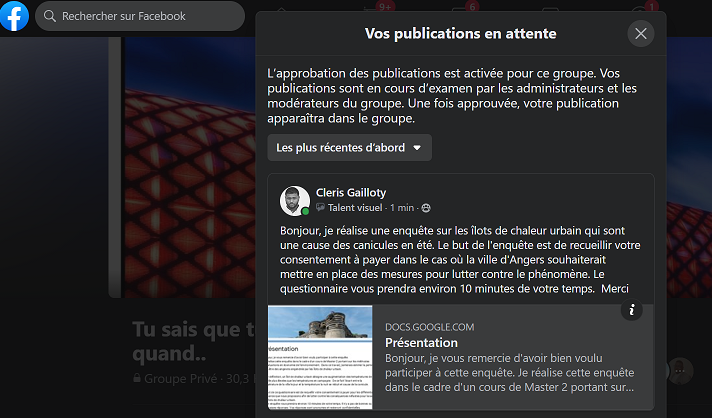 Rechercher sur Facebook
9+
6
1
Vos publications en attente
L'approbation des publications est activée pour ce groupe. Vos
publications sont en cours d'examen par les administrateurs et les
modérateurs du groupe. Une fois approuvée, votre publication
apparaîtra dans le groupe.
Les plus récentes d'abord
Cleris Gailloty
Talent visuel · 1 min ·
Bonjour, je réalise une enquête sur les îlots de chaleur urbain qui sont
une cause des canicules en été. Le but de l'enquête est de recueillir votre
consentement à payer dans le cas où la ville d'Angers souhaiterait
mettre en place des mesures pour lutter contre le phénomène. Le
questionnaire vous prendra environ 10 minutes de votre temps. Merci
Présentation
DOCS.GOOGLE.COM
Présentation
Bonjour, je vous remercie d'avoir bien voulu
participer à cette enquête. Je réalise cette enquête
dans le cadre d'un cours de Master 2 portant sur...
Tu sais que t
quand..
Groupe Privé · 30,3